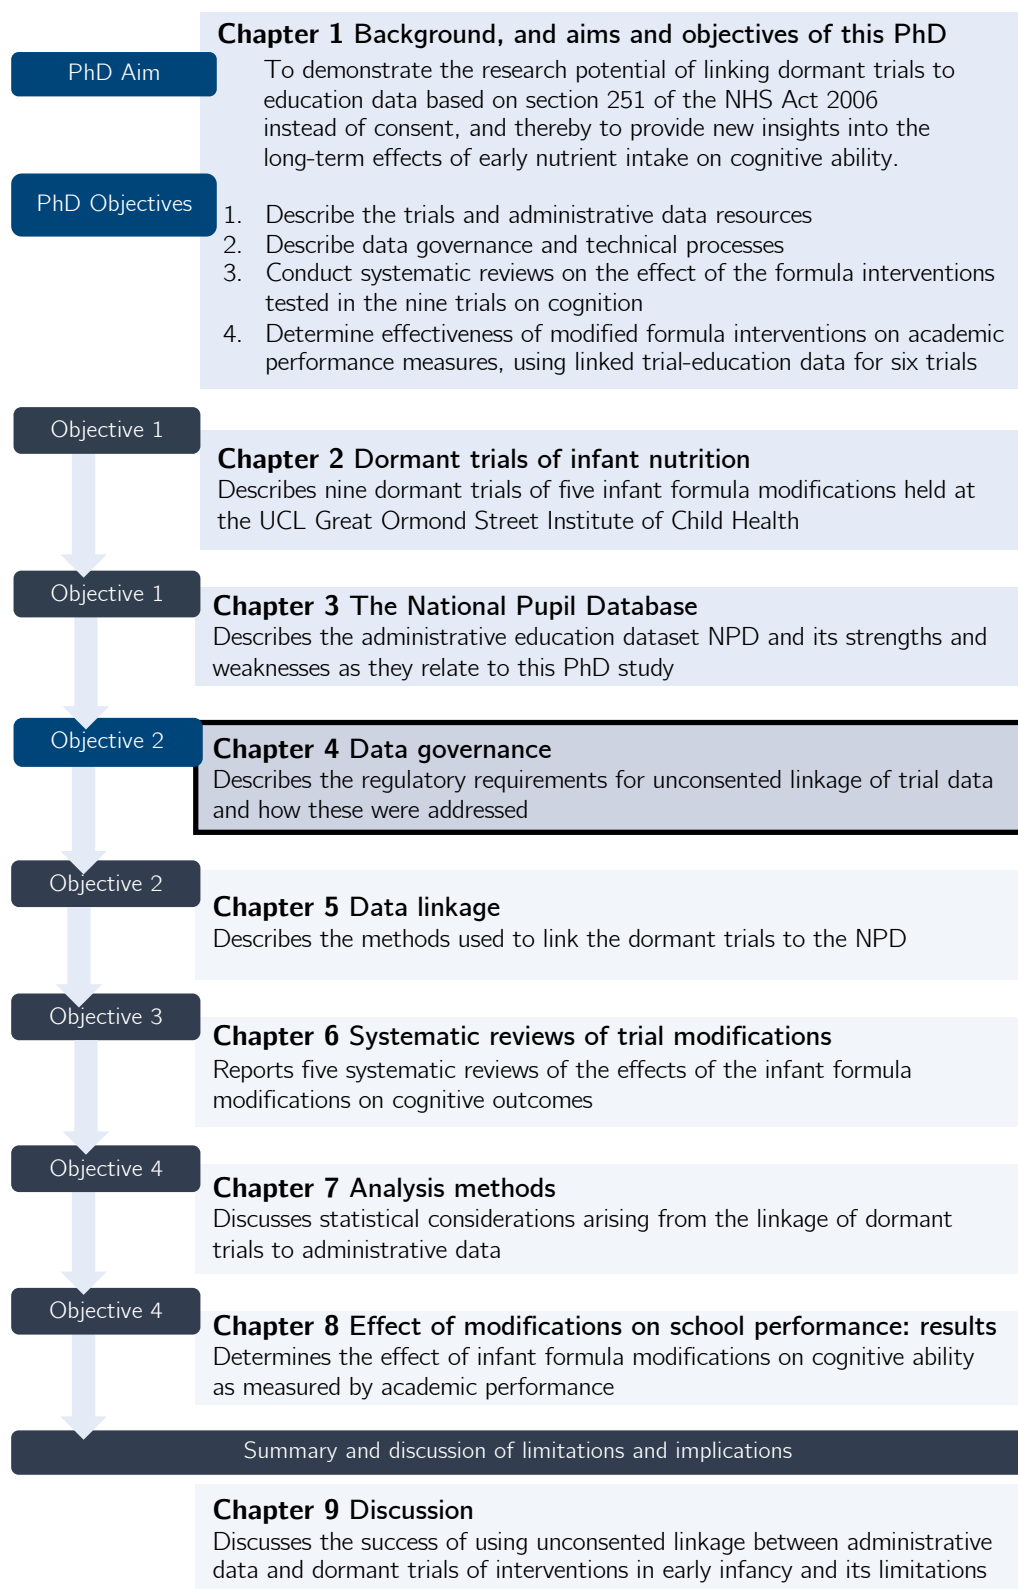 Chapter 1 Background, and aims and objectives of this PhD
PhD Aim
To demonstrate the research potential of linking dormant trials to
education data based on section 251 of the NHS Act 2006
instead of consent, and thereby to provide new insights into the
long-term effects of early nutrient intake on cognitive ability.
PhD Objectives
1. Describe the trials and administrative data resources
2. Describe data governance and technical processes
3. Conduct systematic reviews on the effect of the formula interventions
tested in the nine trials on cognition
4. Determine effectiveness of modified formula interventions on academic
performance measures, using linked trial-education data for six trials
Objective 1
Chapter 2 Dormant trials of infant nutrition
Describes nine dormant trials of five infant formula modifications held at
the UCL Great Ormond Street Institute of Child Health
Objective 1
Chapter 3 The National Pupil Database
Describes the administrative education dataset NPD and its strengths and
weaknesses as they relate to this PhD study
Objective 2
Chapter 4 Data governance
Describes the regulatory requirements for unconsented linkage of trial data
and how these were addressed
Objective 2
Chapter 5 Data linkage
Describes the methods used to link the dormant trials to the NPD
Objective 3
Chapter 6 Systematic reviews of trial modifications
Reports five systematic reviews of the effects of the infant formula
modifications on cognitive outcomes
Objective 4
Chapter 7 Analysis methods
Discusses statistical considerations arising from the linkage of dormant
trials to administrative data
Objective 4
Chapter 8 Effect of modifications on school performance: results
Determines the effect of infant formula modifications on cognitive ability
as measured by academic performance
Summary and discussion of limitations and implications
Chapter 9 Discussion
Discusses the success of using unconsented linkage between administrative
data and dormant trials of interventions in early infancy and its limitations